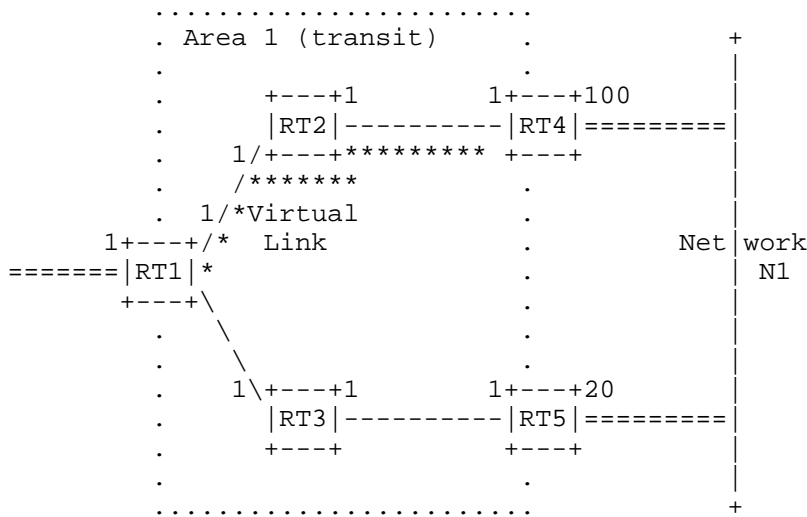 Area 1 (transit)
1 1 100
RT2 RT4
1
1 Virtual
1 Link Net work
RT1 N1
1 1 1 20
RT3 RT5